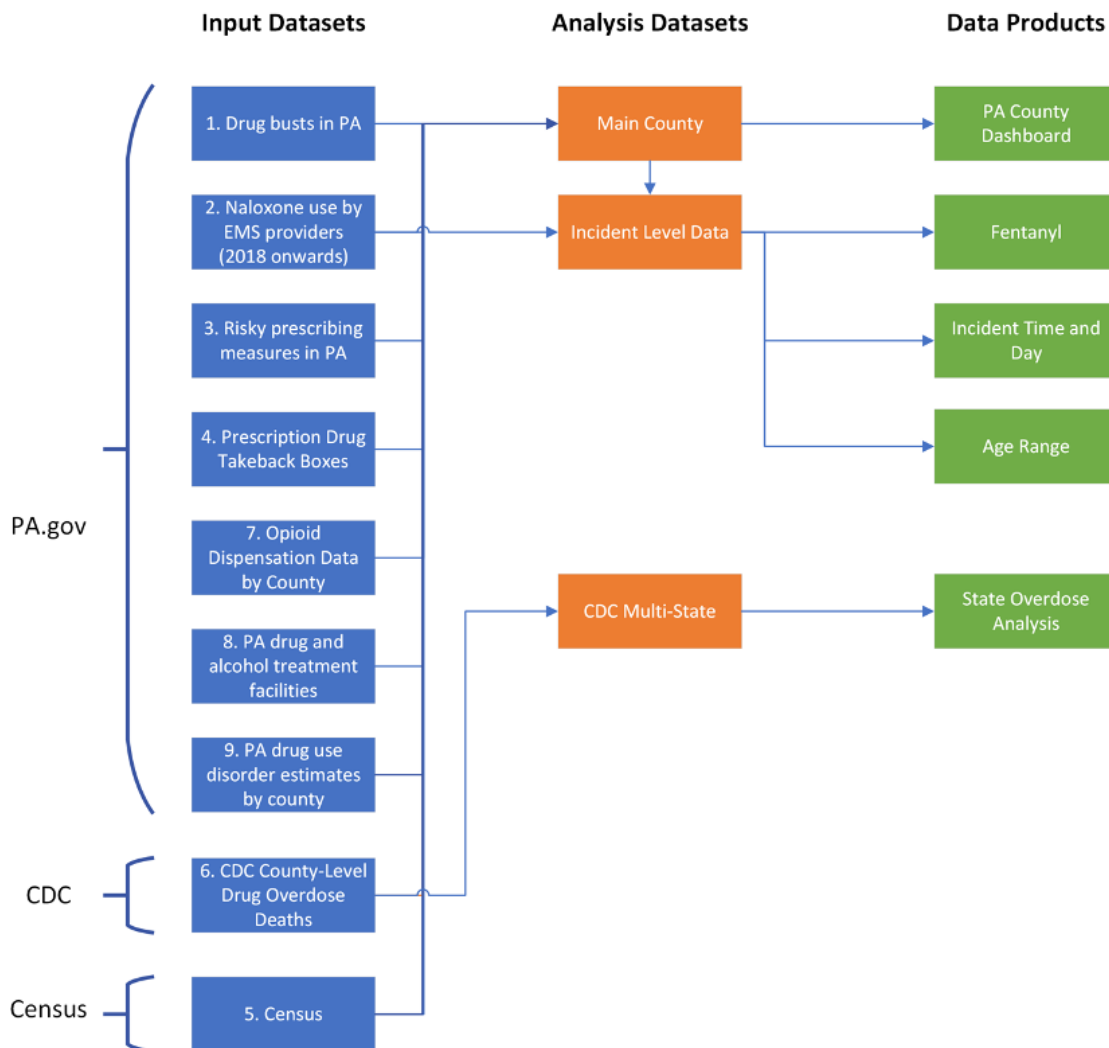 Input Datasets
Analysis Datasets
Data Products
1. Drug busts in PA
Main County
PA County
Dashboard
2. Naloxone use by
EMS providers
(2018 onwards)
Incident Level Data
Fentanyl
3. Risky prescribing
measures in PA
Incident Time and
Day
4. Prescription Drug
Takeback Boxes
Age Range
PA.gov
7. Opioid
Dispensation Data
by County
CDC Multi-State
State Overdose
Analysis
8. PA drug and
alcohol treatment
facilities
9. PA drug use
disorder estimates
by county
CDC
6. CDC County-Level
Drug Overdose
Deaths
Census
5. Census